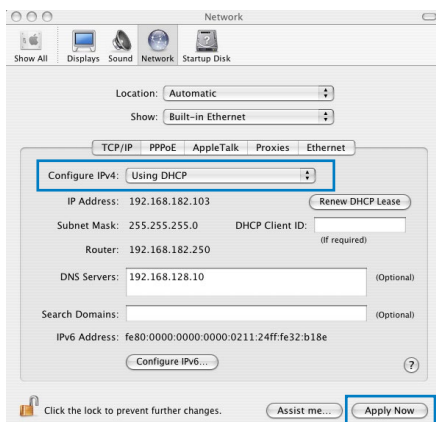 Network
Show All Displays Sound Network Startup Disk
Location: Automatic
Show: Built-in Ethernet
TCP/IP PPPoE AppleTalk Proxies Ethernet
Configure IPv4: Using DHCP
IP Address: 192.168.182.103 Renew DHCP Lease
Subnet Mask: 255.255.255.0 DHCP Client ID:
(If required)
Router: 192.168.182.250
DNS Servers: 192.168.128.10 (Optional)
Search Domains: (Optional)
IPv6 Address: fe80:0000:0000:0000:0211:24ff:fe32:b18e
Configure IPv6... ?
Click the lock to prevent further changes. Assist me... Apply Now